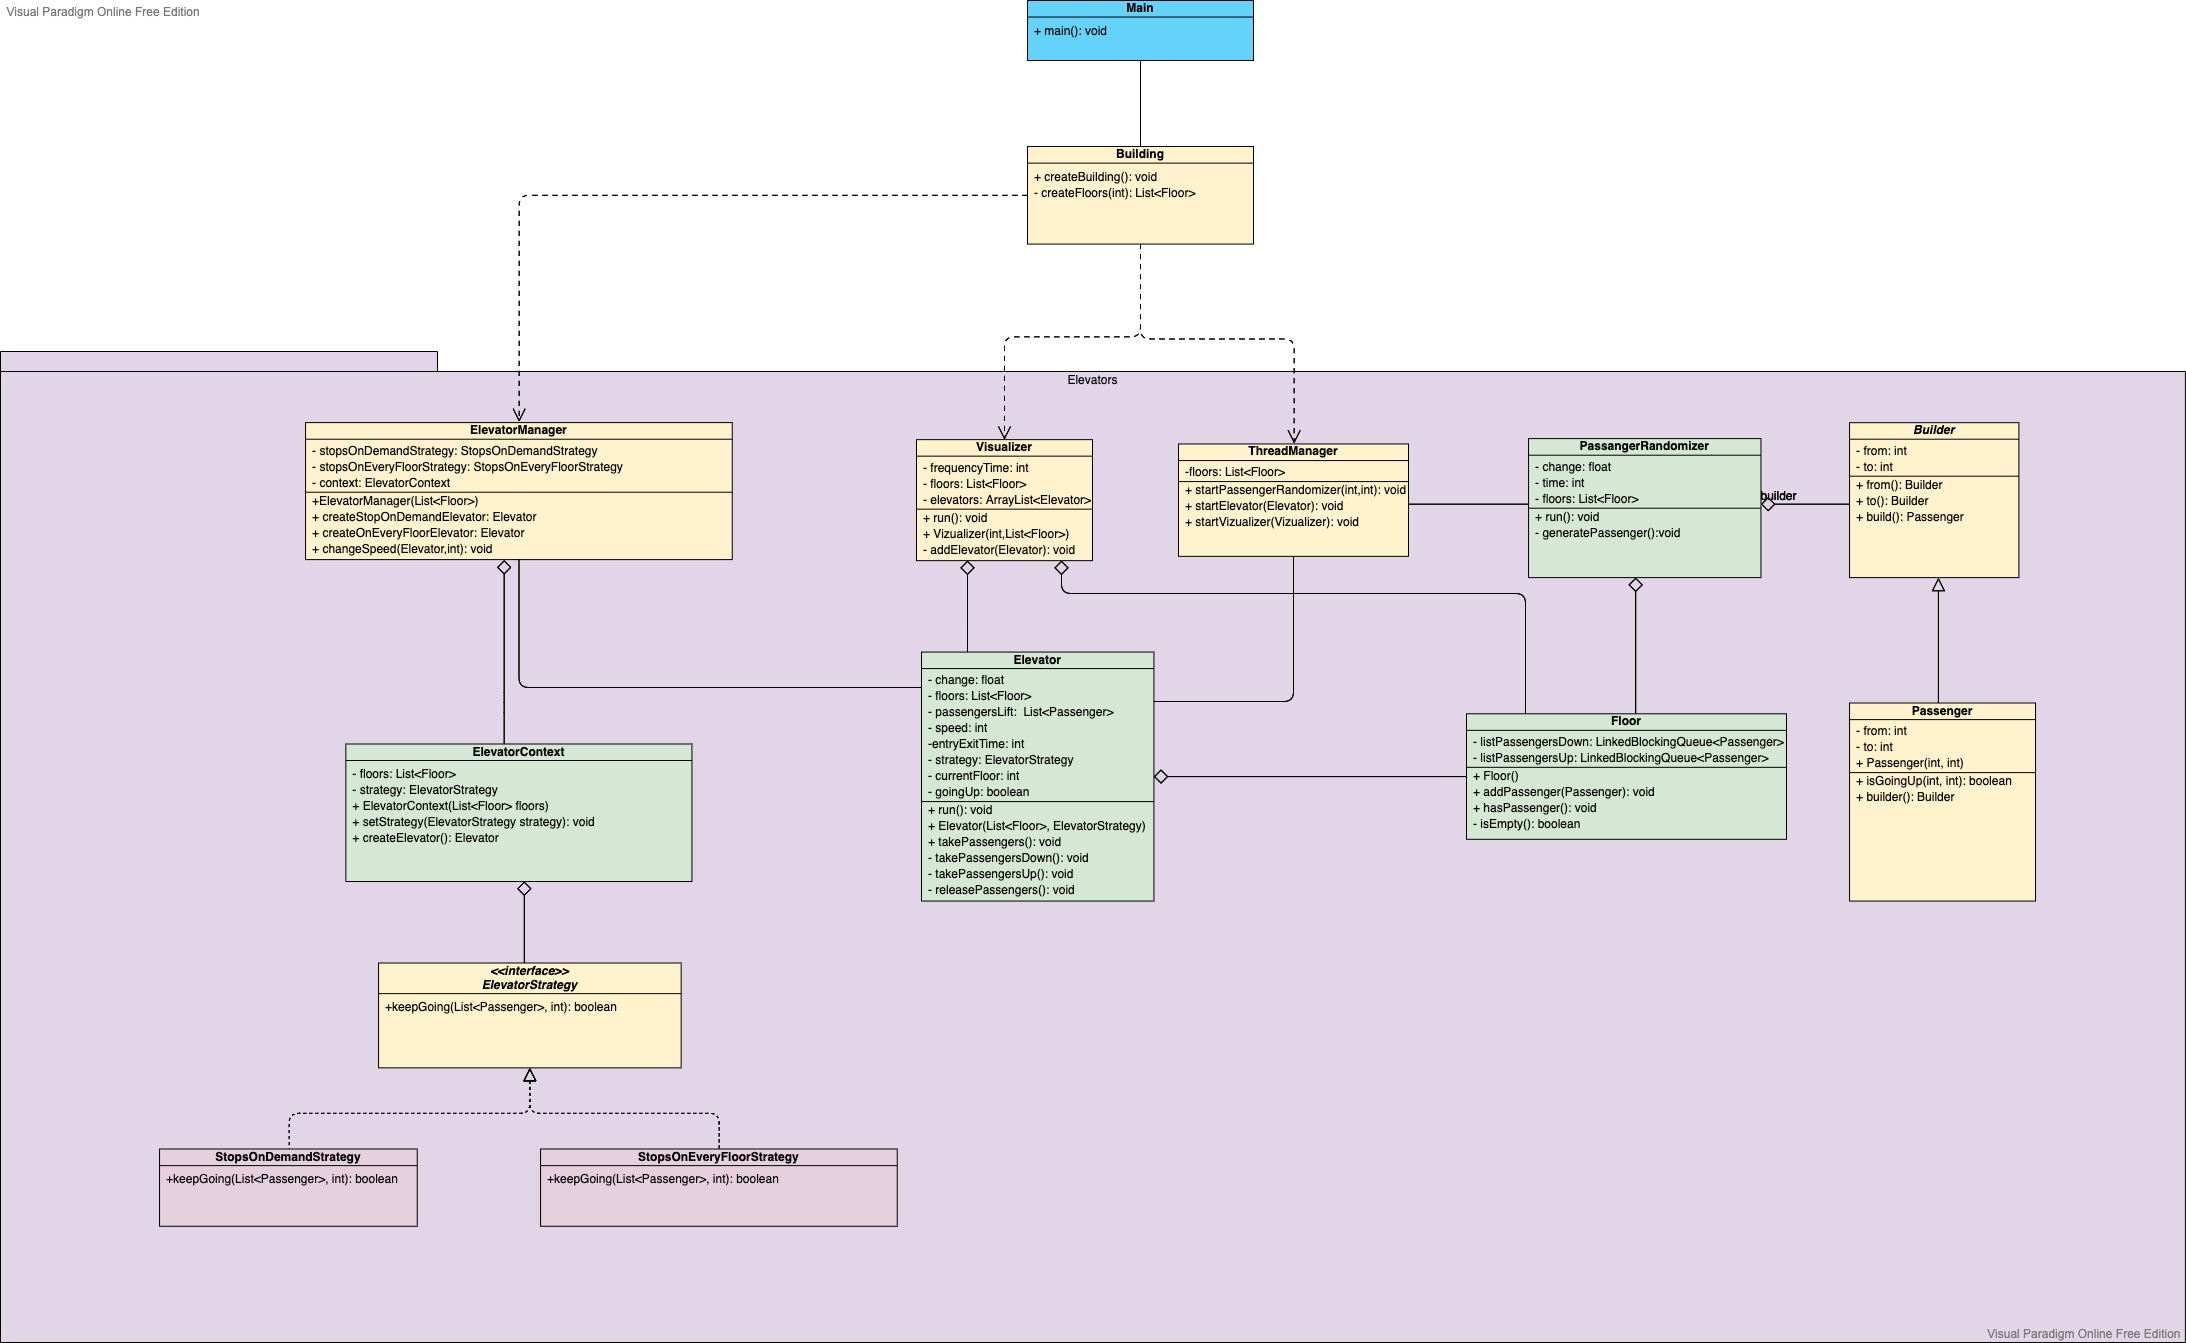 Visual Paradigm Online Free Edition
Main
+ main(): void
Building
+ createBuilding(): void
- createFloors(int): List<Floor>
Elevators
ElevatorManager
- stopsOnDemandStrategy: StopsOnDemandStrategy
- stopsOnEveryFloorStrategy: StopsOnEveryFloorStrategy
- context: ElevatorContext
+ElevatorManager(List<Floor>)
+ createStopOnDemandElevator: Elevator
+ createOnEveryFloorElevator: Elevator
+ changeSpeed(Elevator,int): void
Visualizer
- frequencyTime: int
- floors: List<Floor>
- elevators: ArrayList<Elevator>
+ run(): void
+ Vizualizer(int,List<Floor>)
- addElevator(Elevator): void
ThreadManager
-floors: List<Floor>
+ startPassengerRandomizer(int,int): void
+ startElevator(Elevator): void
+ startVizualizer(Vizualizer): void
PassangerRandomizer
- change: float
- time: int
- floors: List<Floor>
+ run(): void
- generatePassenger():void
builder
Builder
- from: int
- to: int
+ from(): Builder
+ to(): Builder
+ build(): Passenger
Elevator
- change: float
- floors: List<Floor>
- passengersLift:  List<Passenger>
- speed: int
-entryExitTime: int
- strategy: ElevatorStrategy
- currentFloor: int
- goingUp: boolean
+ run(): void
+ Elevator(List<Floor>, ElevatorStrategy)
+ takePassengers(): void
- takePassengersDown(): void
- takePassengersUp(): void
- releasePassengers(): void
Floor
- listPassengersDown: LinkedBlockingQueue<Passenger>
- listPassengersUp: LinkedBlockingQueue<Passenger>
+ Floor()
+ addPassenger(Passenger): void
+ hasPassenger(): void
- isEmpty(): boolean
Passenger
- from: int
- to: int
+ Passenger(int, int)
+ isGoingUp(int, int): boolean
+ builder(): Builder
ElevatorContext
- floors: List<Floor>
- strategy: ElevatorStrategy
+ ElevatorContext(List<Floor> floors)
+ setStrategy(ElevatorStrategy strategy): void
+ createElevator(): Elevator
<<interface>>
ElevatorStrategy
+keepGoing(List<Passenger>, int): boolean
StopsOnDemandStrategy
+keepGoing(List<Passenger>, int): boolean
StopsOnEveryFloorStrategy
+keepGoing(List<Passenger>, int): boolean
Visual Paradigm Online Free Edition